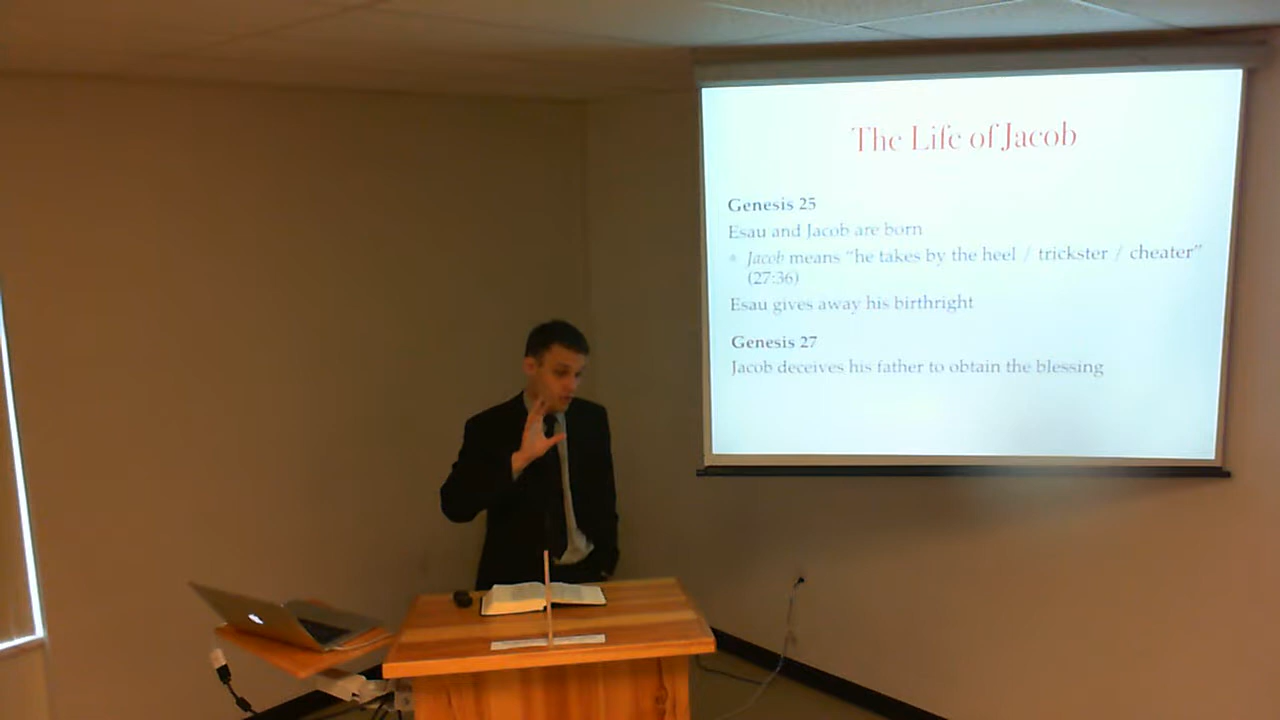 The Life of Jacob
Genesis 25
Esau and Jacob are born
* Jacob means “he takes by the heel / trickster / cheater”
(27:36)
Esau gives away his birthright
Genesis 27
Jacob deceives his father to obtain the blessing